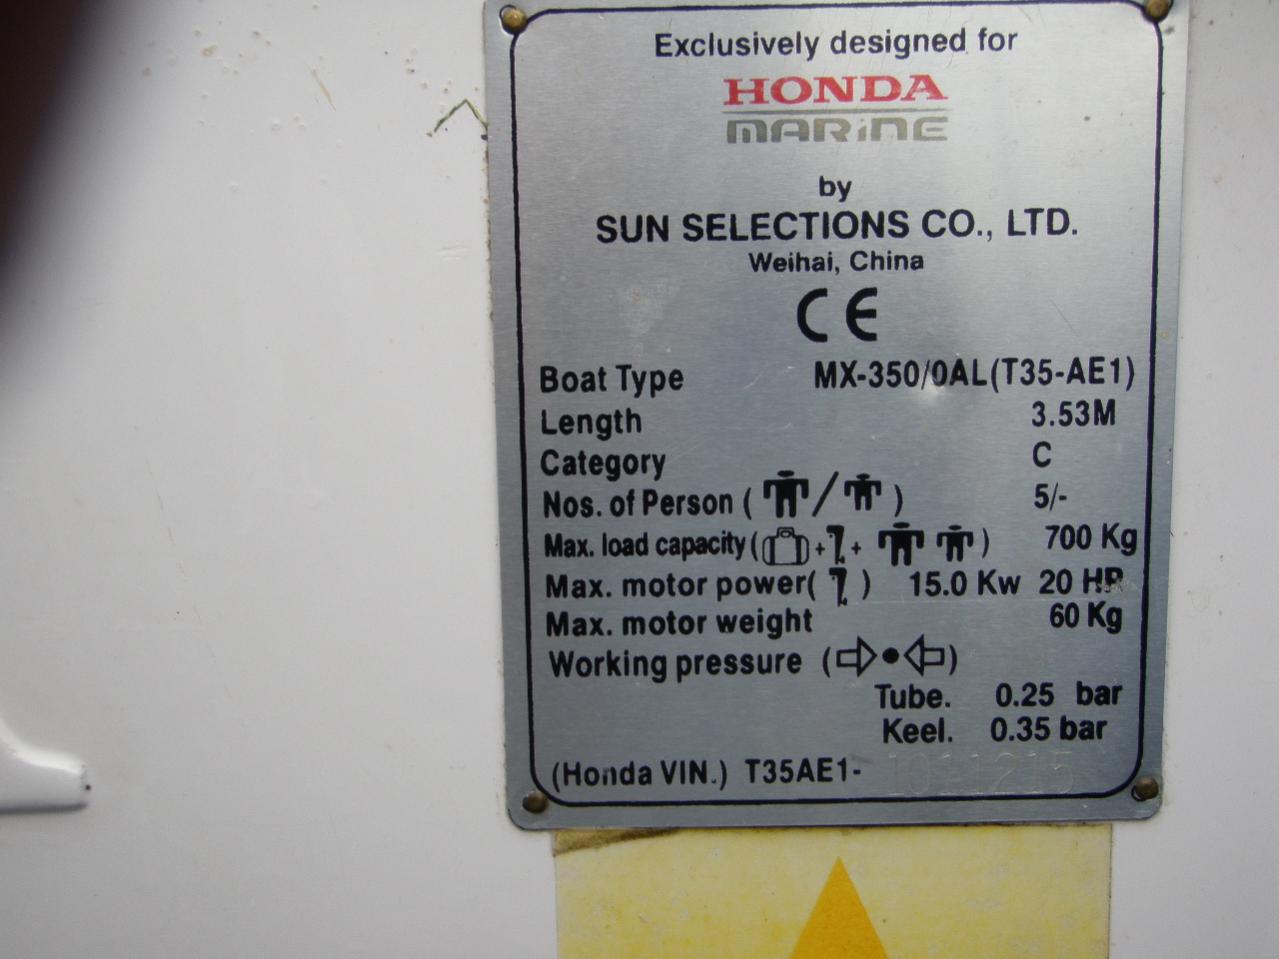 Exclusively designed for
HONDA
MARINE
by
SUN SELECTIONS CO., LTD.
Weihai, China
CE
Boat Type MX-350/0AL(T35-AE1)
Length 3.53M
Category C
Nos. of Person ( / ) 5/-
Max. load capacity( + + ) 700 Kg
Max. motor power( ) 15.0 Kw 20 HP
Max. motor weight 60 Kg
Working pressure ( )
Tube. 0.25 bar
Keel. 0.35 bar
(Honda VIN.) T35AE1-